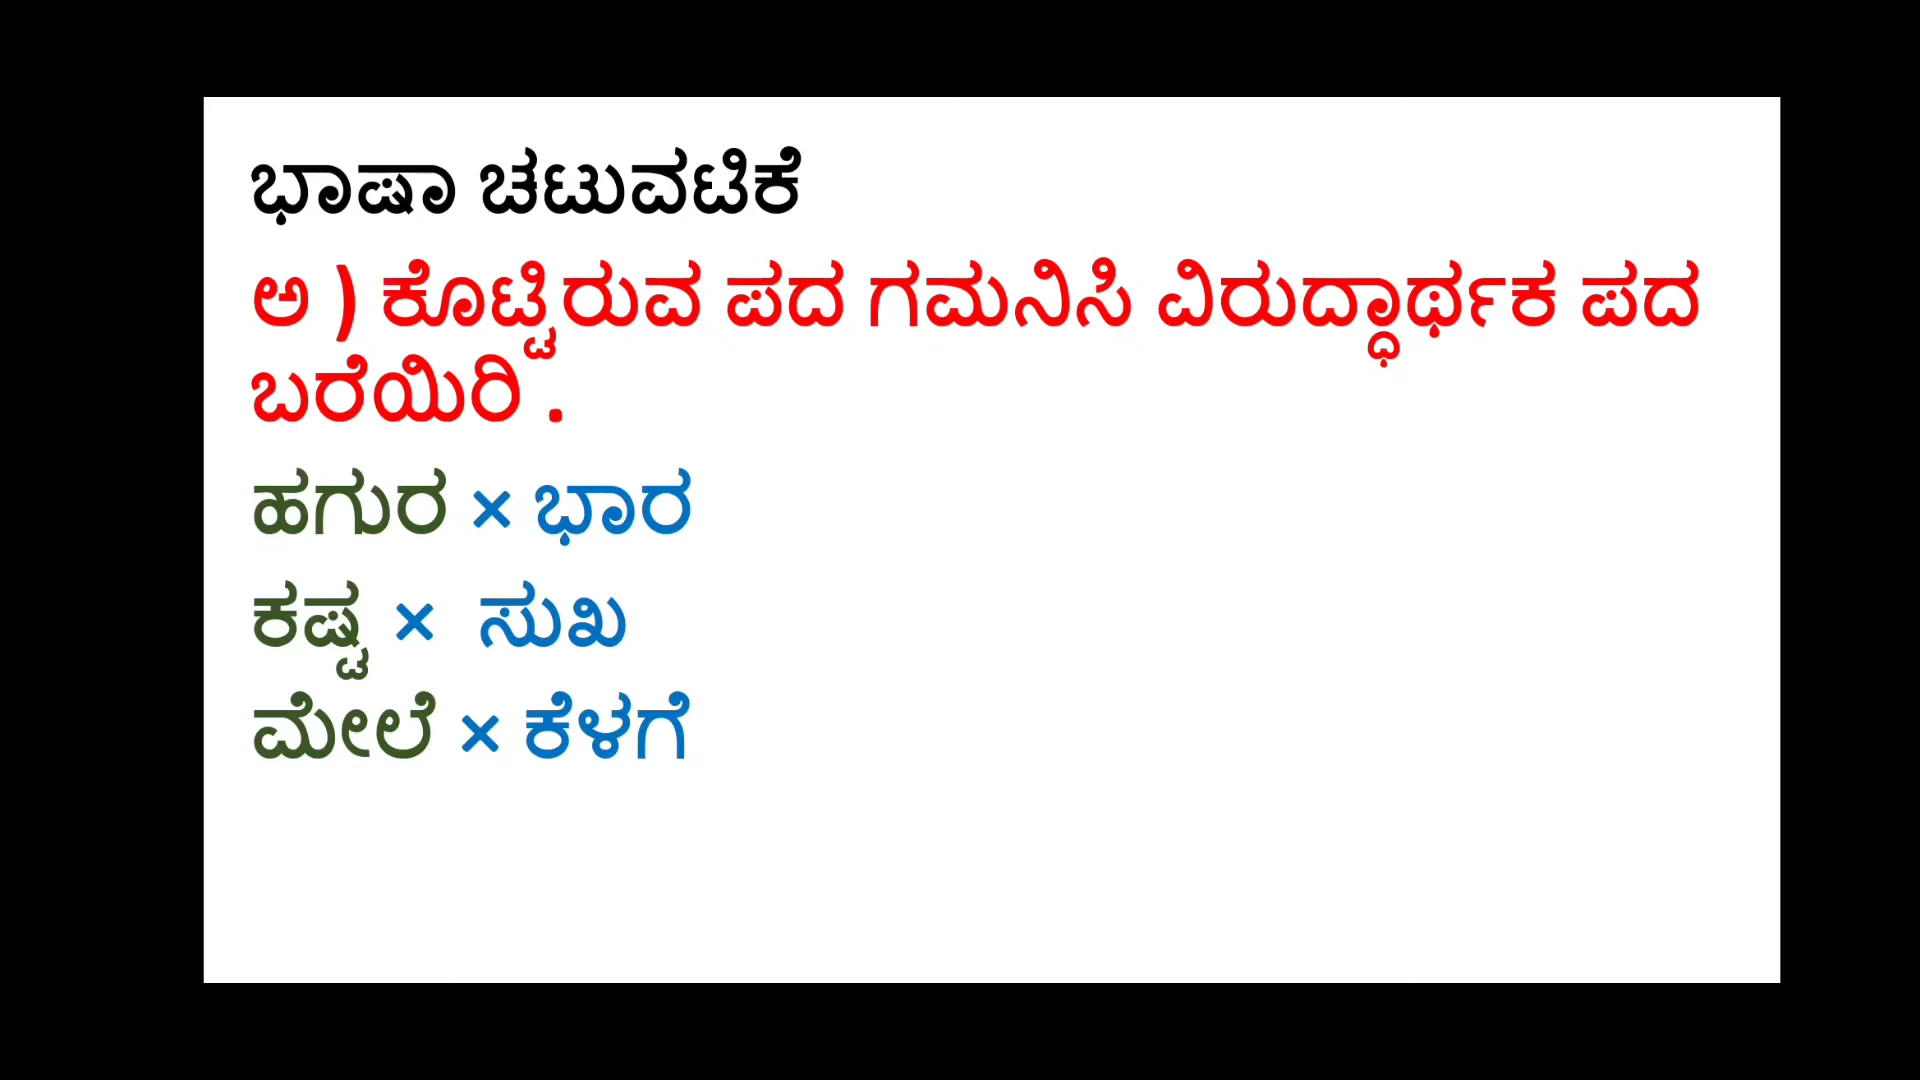 ಭಾಷಾ ಚಟುವಟಿಕೆ
ಅ ) ಕೊಟ್ಟಿರುವ ಪದ ಗಮನಿಸಿ ವಿರುದ್ಧಾರ್ಥಕ ಪದ
ಬರೆಯಿರಿ .
ಹಗುರ × ಭಾರ
ಕಷ್ಟ × ಸುಖ
ಮೇಲೆ × ಕೆಳಗೆ